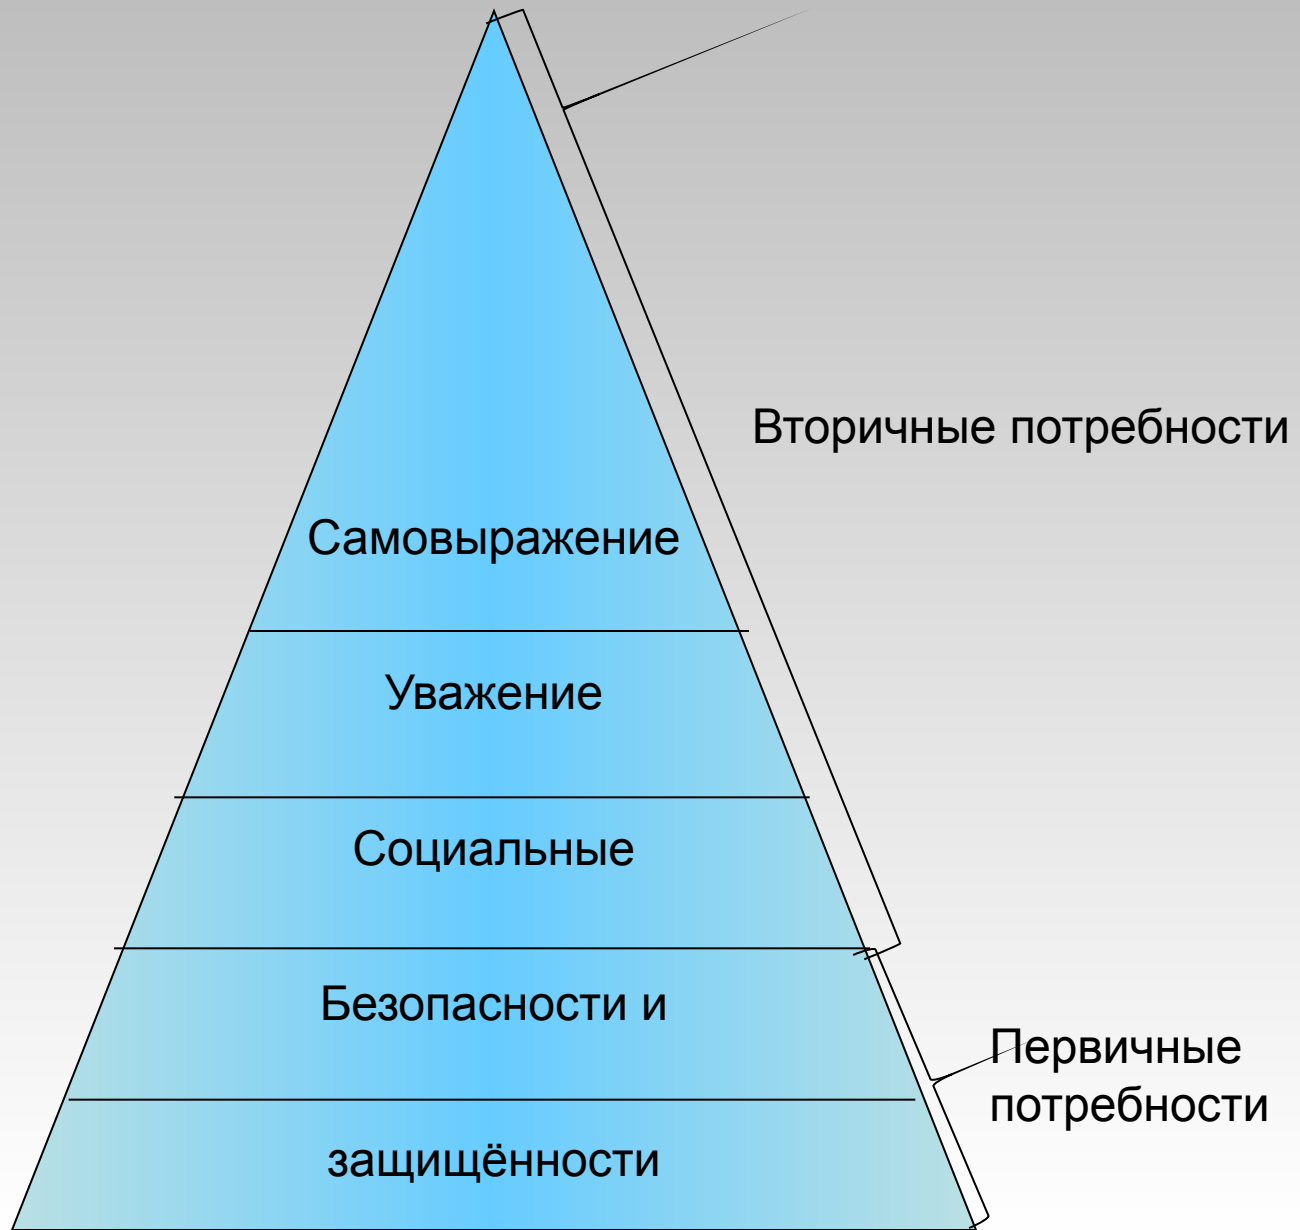 Вторичные потребности
Самовыражение
Уважение
Социальные
Безопасности и
защищённости
Первичные
потребности